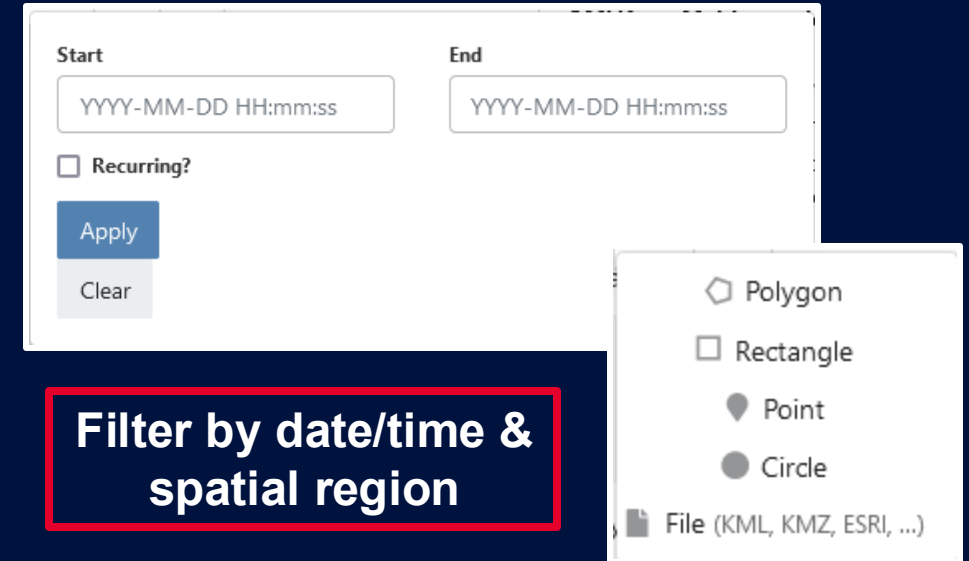 Start
End
YYYY-MM-DD HH:mm:ss
YYYY-MM-DD HH:mm:ss
Recurring?
Apply
Clear
Polygon
Rectangle
Point
Circle
File (KML, KMZ, ESRI, ...)
Filter by date/time &
spatial region